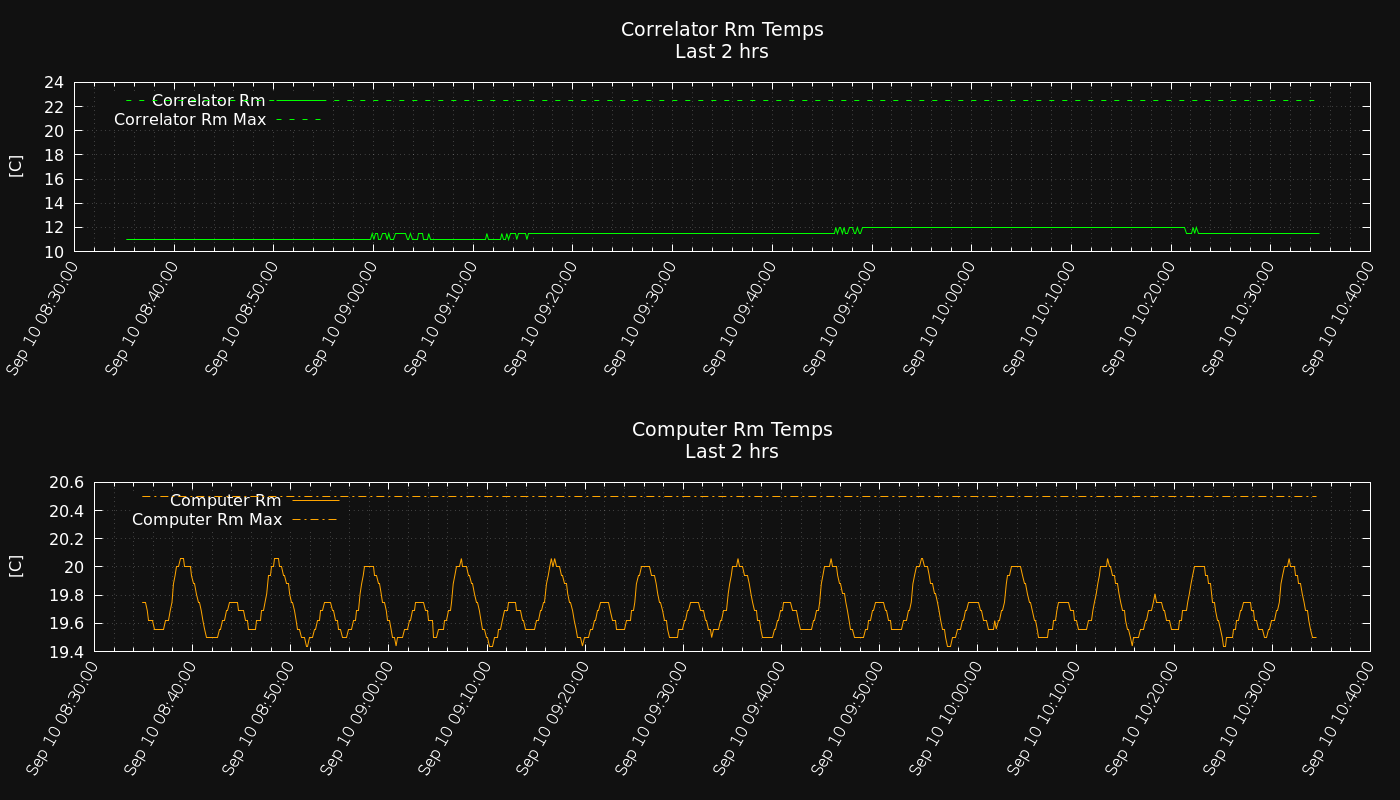 Correlator Rm Temps
Last 2 hrs
24
22
20
18
16
14
12
10
[C]
Correlator Rm
Correlator Rm Max
Sep 10 08:30:00
Sep 10 08:40:00
Sep 10 08:50:00
Sep 10 09:00:00
Sep 10 09:10:00
Sep 10 09:20:00
Sep 10 09:30:00
Sep 10 09:40:00
Sep 10 09:50:00
Sep 10 10:00:00
Sep 10 10:10:00
Sep 10 10:20:00
Sep 10 10:30:00
Sep 10 10:40:00
Computer Rm Temps
Last 2 hrs
20.6
20.4
20.2
20
19.8
19.6
19.4
[C]
Computer Rm
Computer Rm Max
Sep 10 08:30:00
Sep 10 08:40:00
Sep 10 08:50:00
Sep 10 09:00:00
Sep 10 09:10:00
Sep 10 09:20:00
Sep 10 09:30:00
Sep 10 09:40:00
Sep 10 09:50:00
Sep 10 10:00:00
Sep 10 10:10:00
Sep 10 10:20:00
Sep 10 10:30:00
Sep 10 10:40:00